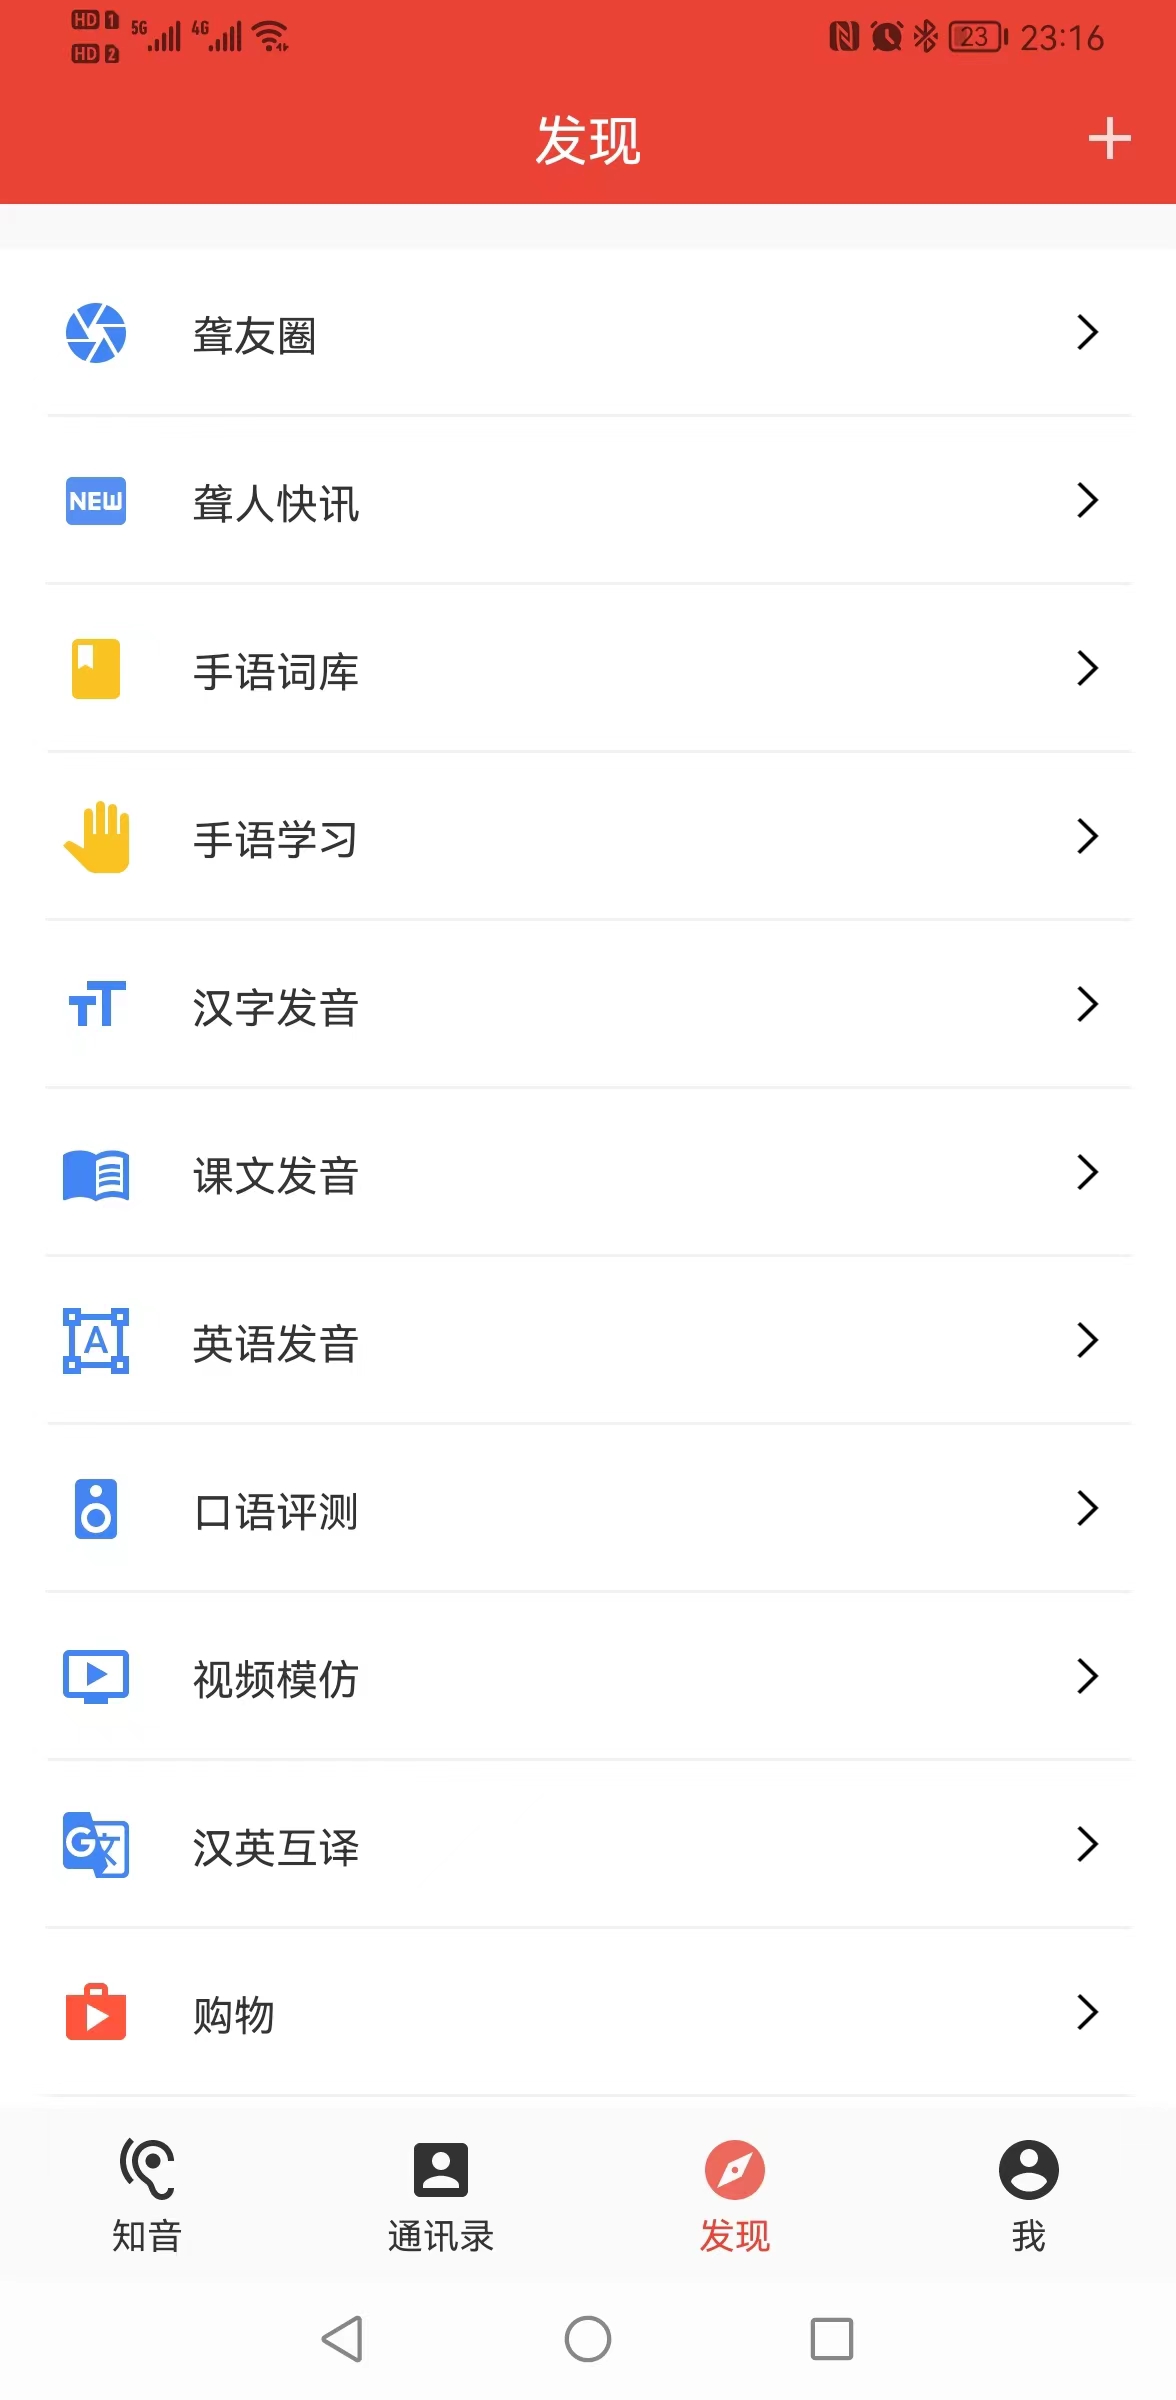 HD 1 5G 4G 23 23:16
HD 2
发现
聋友圈
NEW 聋人快讯
手语词库
手语学习
汉字发音
课文发音
A 英语发音
口语评测
视频模仿
G文 汉英互译
购物
知音 通讯录 发现 我